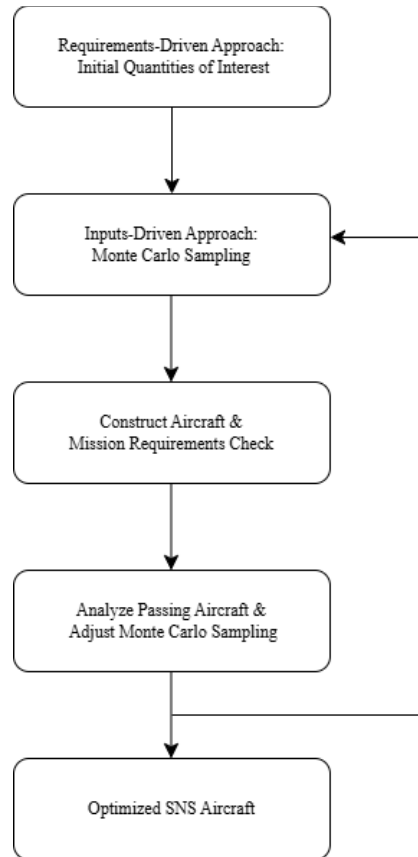 Requirements-Driven Approach:
Initial Quantities of Interest
Inputs-Driven Approach:
Monte Carlo Sampling
Construct Aircraft &
Mission Requirements Check
Analyze Passing Aircraft &
Adjust Monte Carlo Sampling
Optimized SNS Aircraft